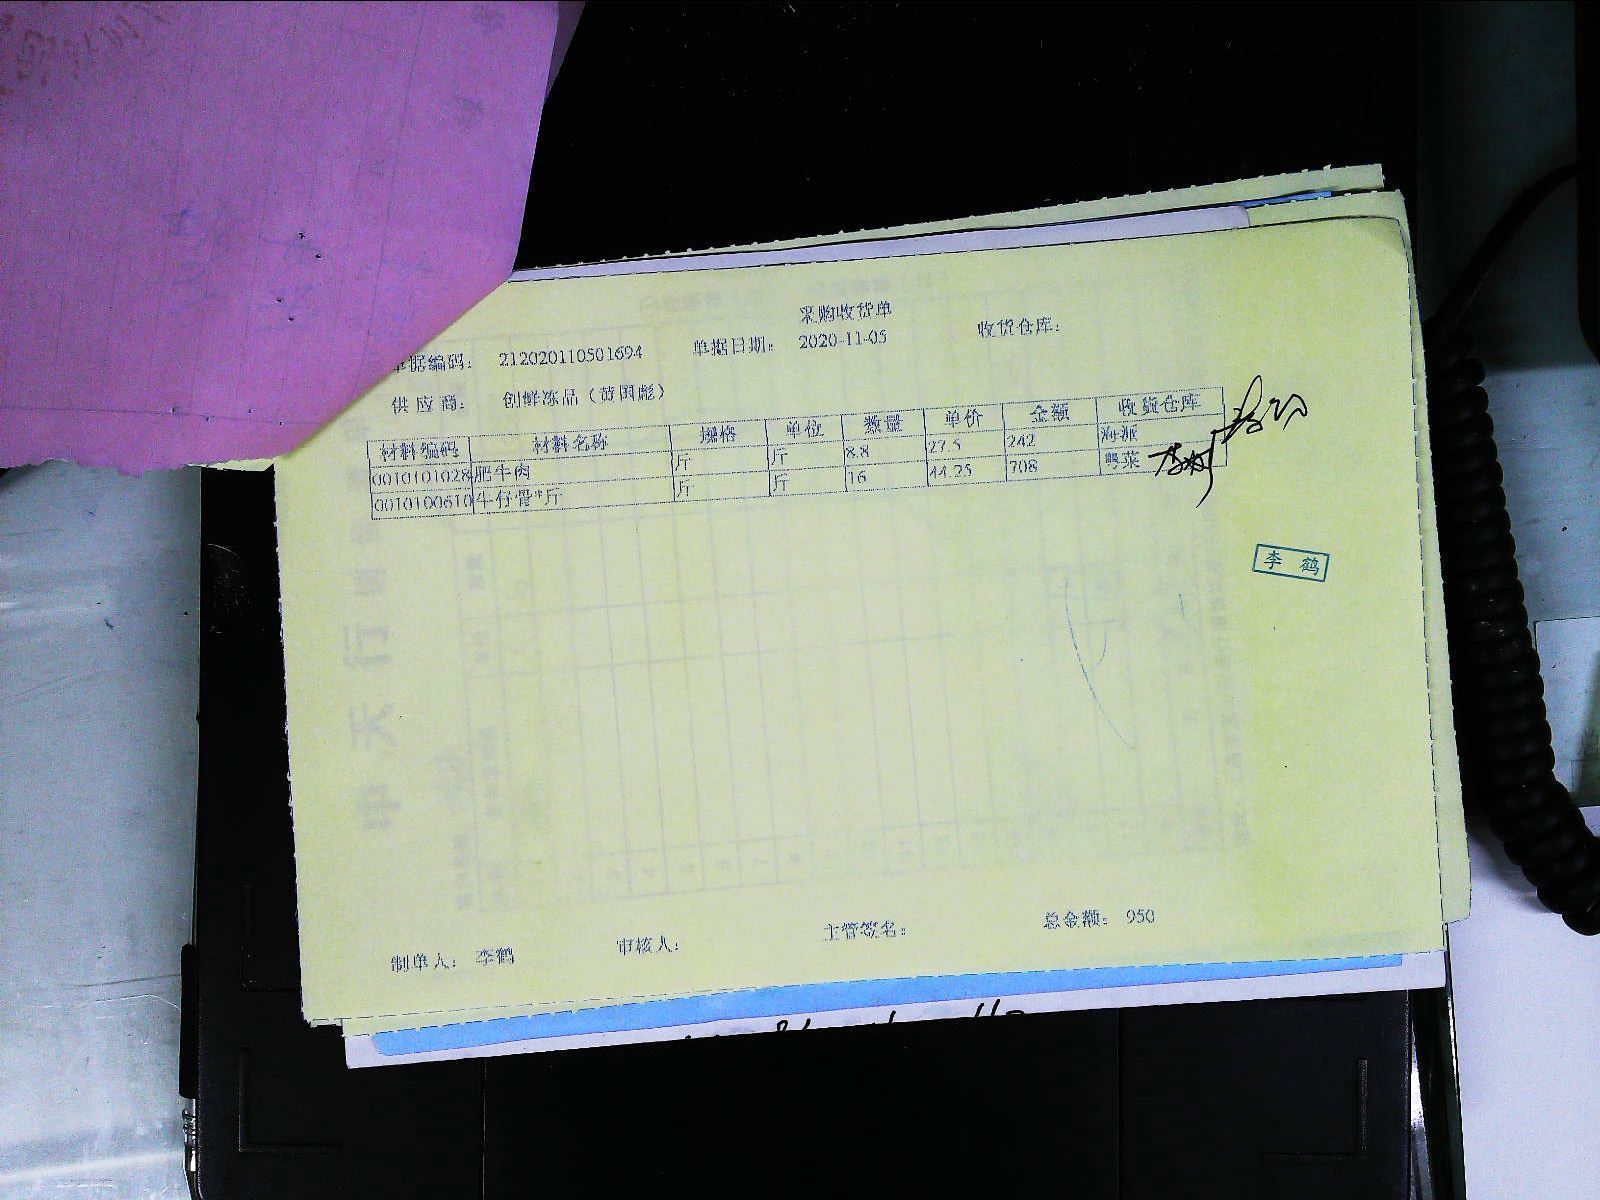 采购收货单
单据编码： 212020110501694 单据日期： 2020-11-05 收货仓库：
供应商： 创鲜冻品（黄国彪）
材料编码 材料名称 规格 单位 数量 单价 金额 收货仓库
0010101028 肥牛肉 斤 斤 8.8 27.5 242 海派
0010100610 牛仔骨*斤 斤 斤 16 44.25 708 粤菜
李 鹤
制单人： 李鹤 审核人： 主管签名： 总金额： 950